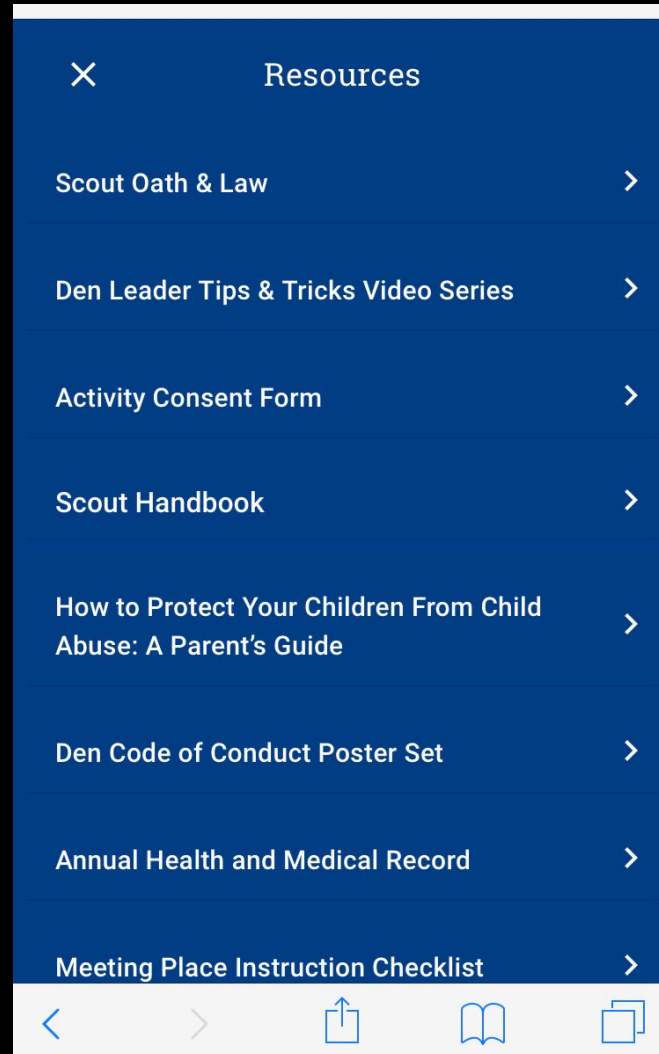 Resources
Scout Oath & Law
Den Leader Tips & Tricks Video Series
Activity Consent Form
Scout Handbook
How to Protect Your Children From Child
Abuse: A Parent’s Guide
Den Code of Conduct Poster Set
Annual Health and Medical Record
Meeting Place Instruction Checklist